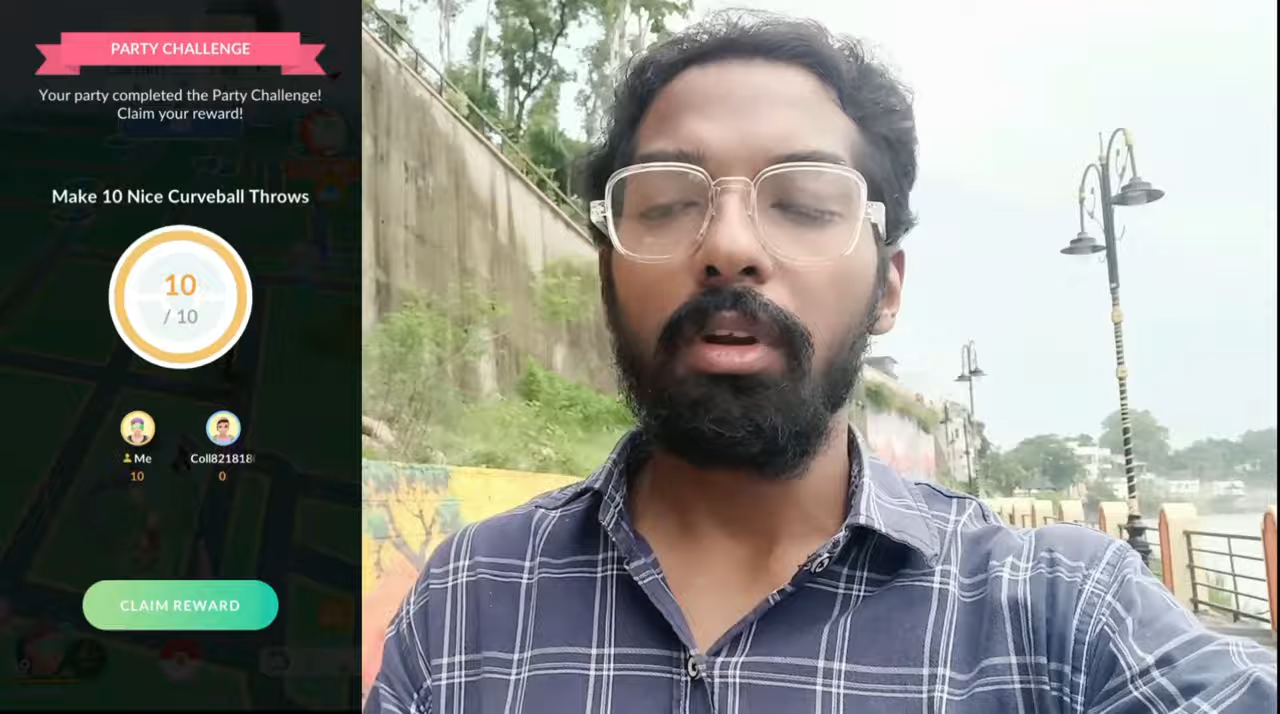 PARTY CHALLENGE
Your party completed the Party Challenge!
Claim your reward!
Make 10 Nice Curveball Throws
10
/ 10
Me
Coll821818
10
0
CLAIM REWARD